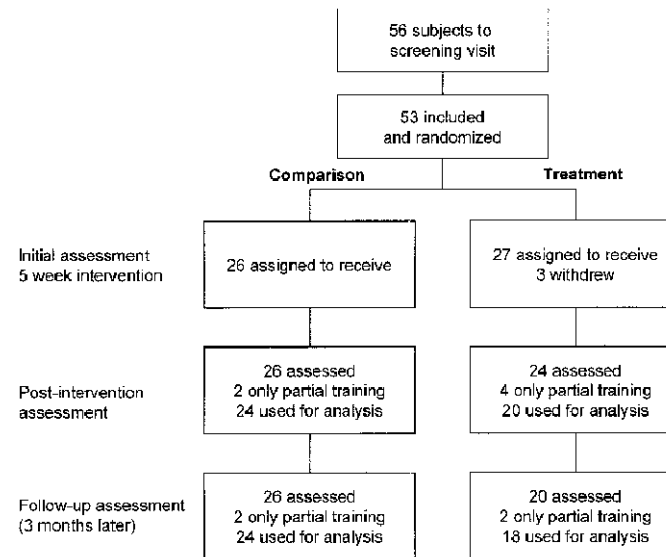 56 subjects to
screening visit
53 included
and randomized
Comparison
Treatment
Initial assessment
5 week intervention
26 assigned to receive
27 assigned to receive
3 withdrew
Post-intervention
assessment
26 assessed
2 only partial training
24 used for analysis
24 assessed
4 only partial training
20 used for analysis
Follow-up assessment
(3 months later)
26 assessed
2 only partial training
24 used for analysis
20 assessed
2 only partial training
18 used for analysis